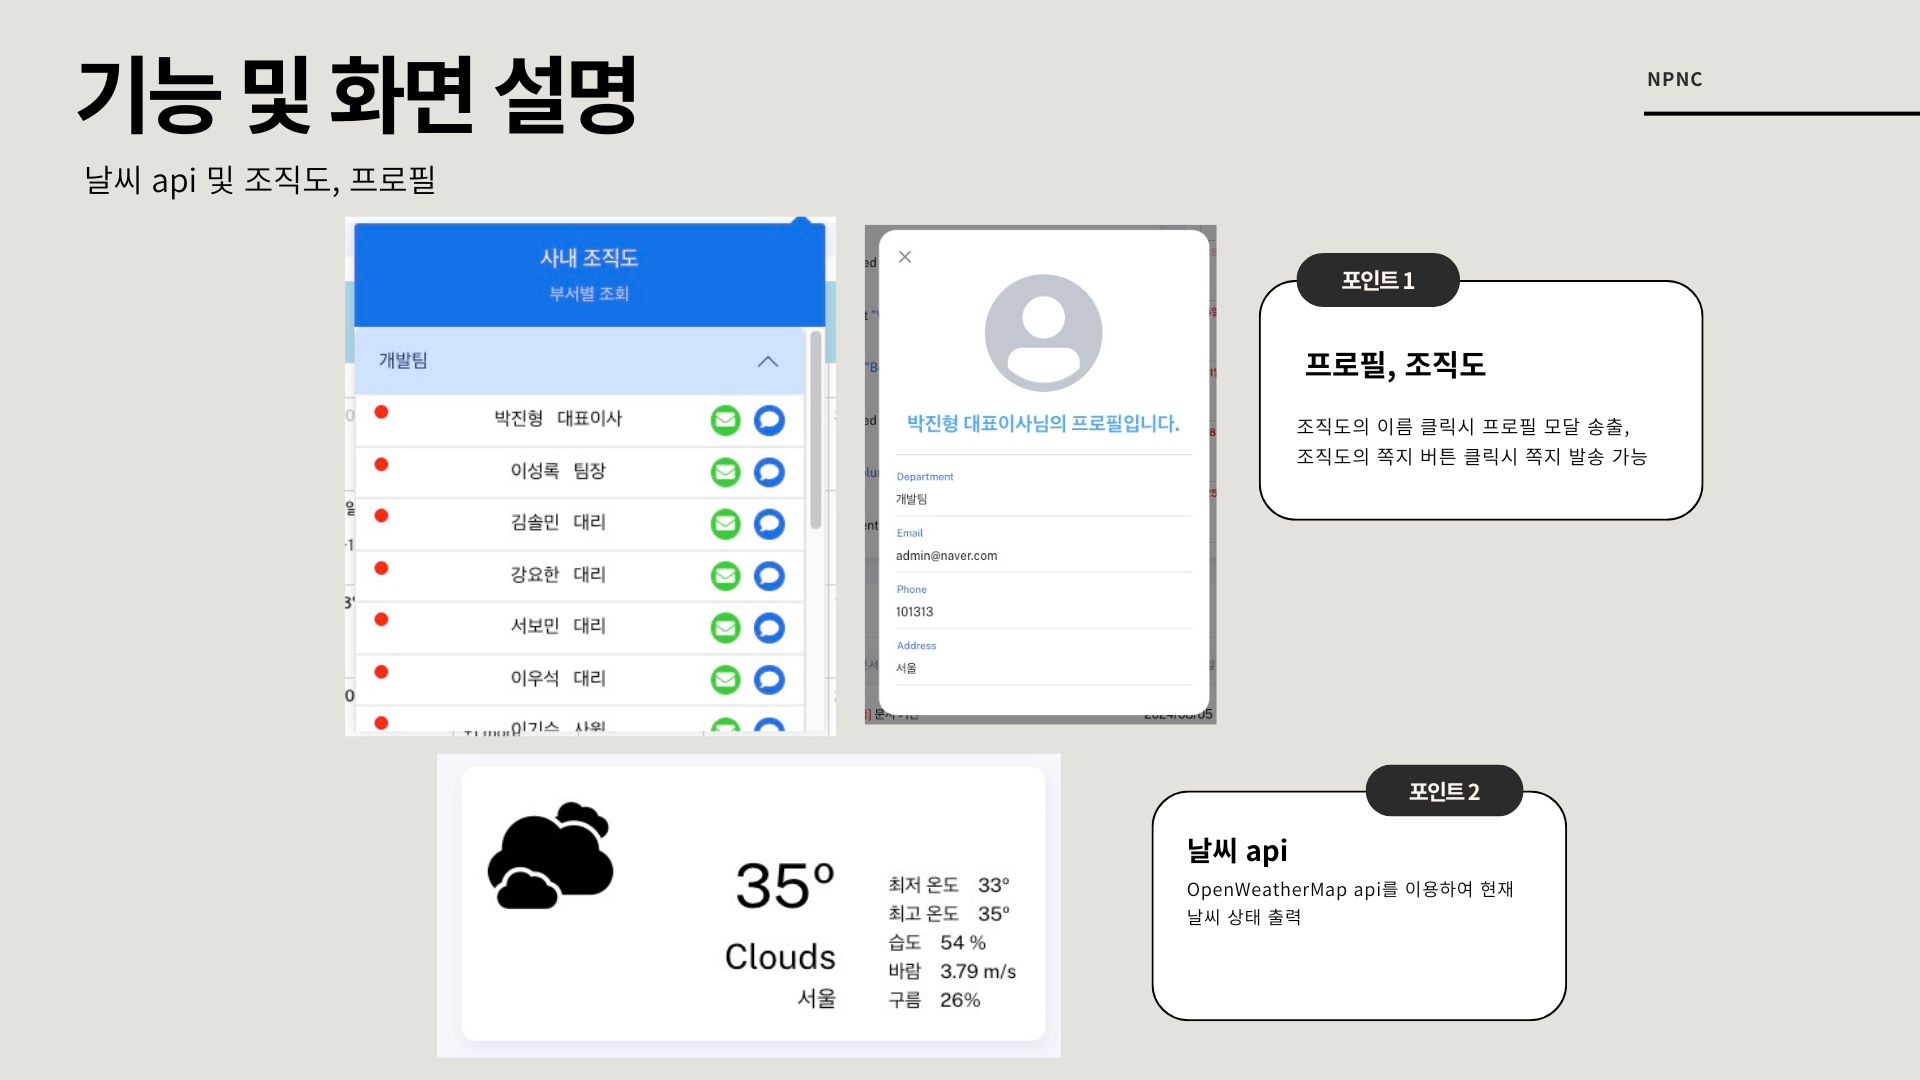 기능 및 화면 설명
NPNC
날씨 api 및 조직도, 프로필
사내 조직도
부서별 조회
개발팀
박진형 대표이사
이성록 팀장
김솔민 대리
강요한 대리
서보민 대리
이우석 대리
박진형 대표이사님의 프로필입니다.
Department
개발팀
Email
admin@naver.com
Phone
101313
Address
서울
포인트 1
프로필, 조직도
조직도의 이름 클릭시 프로필 모달 송출,
조직도의 쪽지 버튼 클릭시 쪽지 발송 가능
35º
Clouds
서울
최저 온도 33º
최고 온도 35º
습도 54 %
바람 3.79 m/s
구름 26%
포인트 2
날씨 api
OpenWeatherMap api를 이용하여 현재
날씨 상태 출력